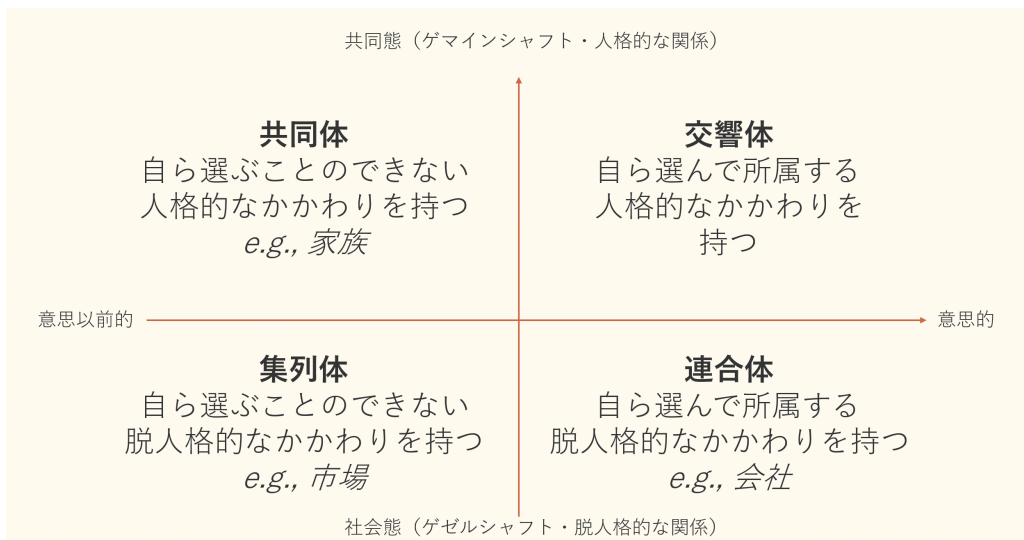 共同態（ゲマインシャフト・人格的な関係）
共同体
自ら選ぶことのできない
人格的なかかわりを持つ
e.g., 家族
交響体
自ら選んで所属する
人格的なかかわりを
持つ
意思以前的
意思的
集列体
自ら選ぶことのできない
脱人格的なかかわりを持つ
e.g., 市場
連合体
自ら選んで所属する
脱人格的なかかわりを持つ
e.g., 会社
社会態（ゲゼルシャフト・脱人格的な関係）